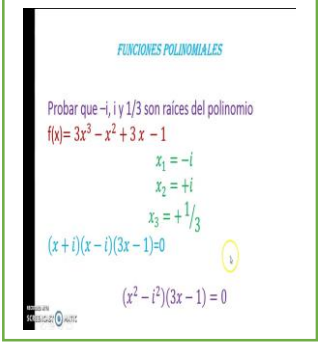 FUNCIONES POLINOMIALES
Probar que –i, i y 1/3 son raíces del polinomio
f(x)= 3x³ – x² + 3 x – 1
x₁ = –i
x₂ = +i
x₃ = + 1/3
(x + i)(x – i)(3x – 1)=0
(x² – i²)(3x – 1) = 0